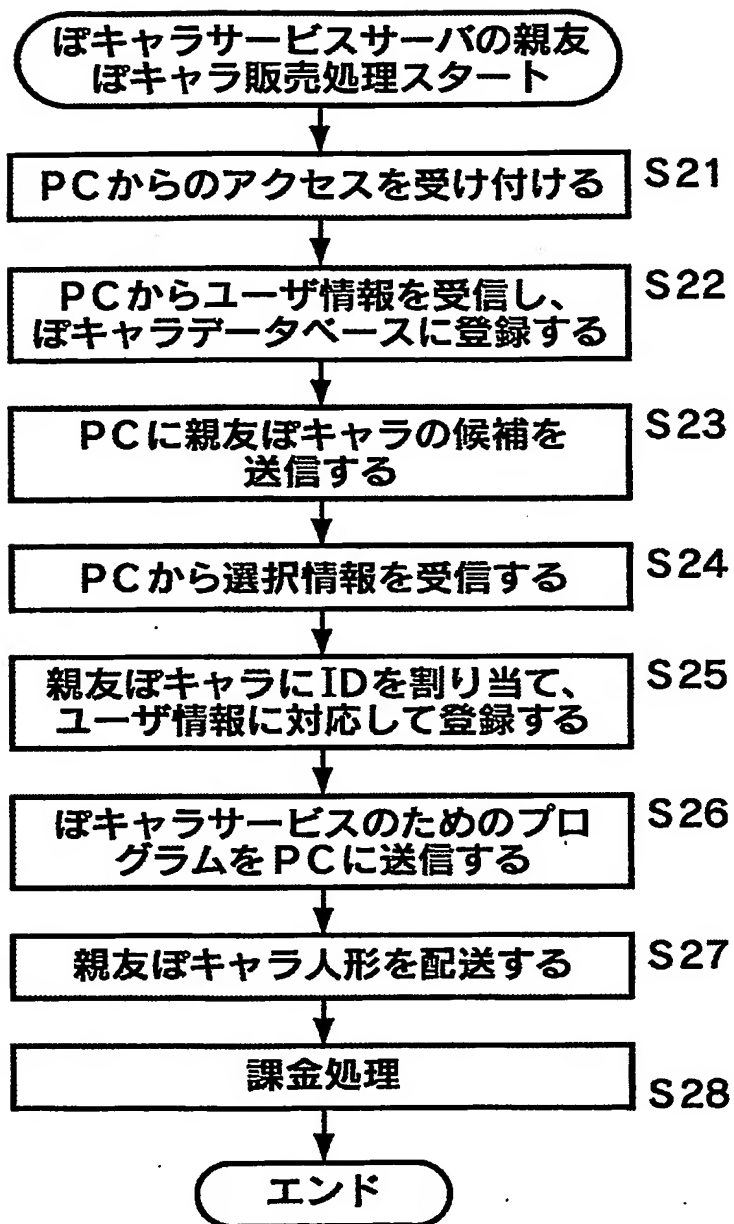 ぽキャラサービスサーバの親友
ぽキャラ販売処理スタート
PCからのアクセスを受け付ける
S21
PCからユーザ情報を受信し、
ぽキャラデータベースに登録する
S22
PCに親友ぽキャラの候補を
送信する
S23
PCから選択情報を受信する
S24
親友ぽキャラにIDを割り当て、
ユーザ情報に対応して登録する
S25
ぽキャラサービスのためのプロ
グラムをPCに送信する
S26
親友ぽキャラ人形を配送する
S27
課金処理
S28
エンド